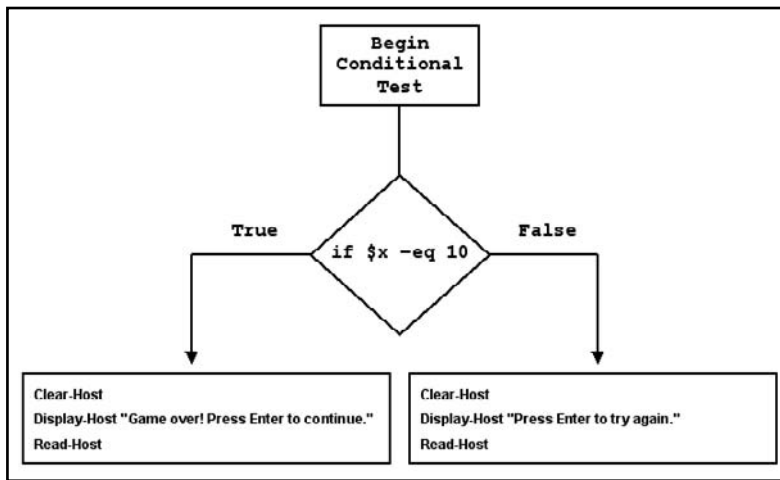 Begin
Conditional
Test
True
if $x –eq 10
False
Clear-Host
Display-Host "Game over! Press Enter to continue."
Read-Host
Clear-Host
Display-Host "Press Enter to try again."
Read-Host